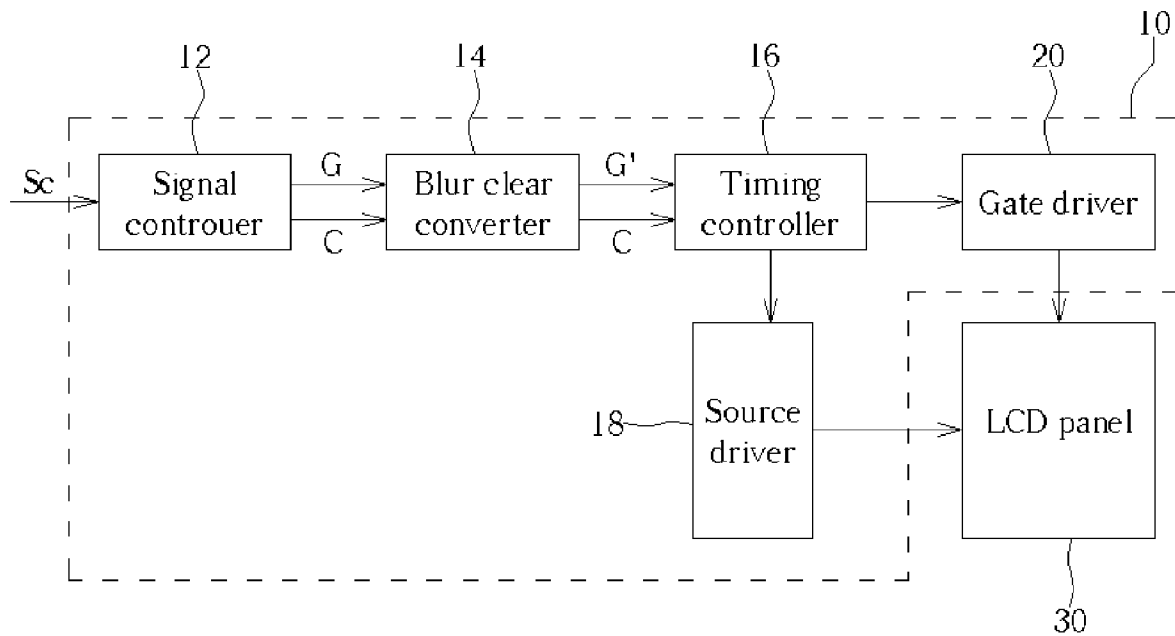 10
12
14
16
20
Sc
Signal
controuer
G
C
Blur clear
converter
G'
C
Timing
controller
Gate driver
18
Source
driver
LCD panel
30